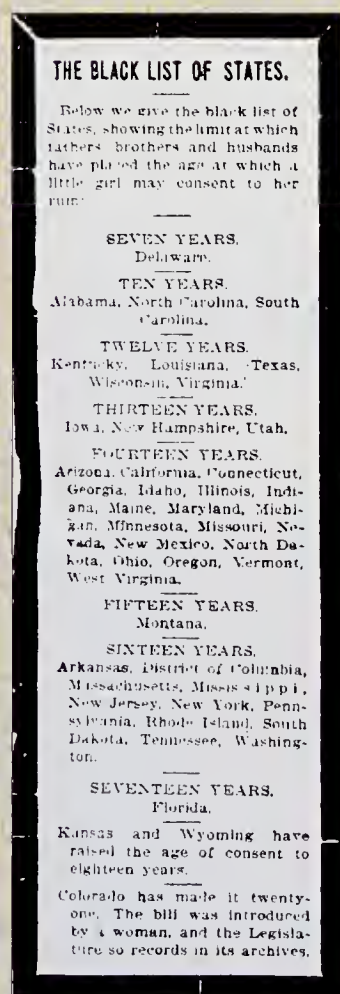 THE BLACK LIST OF STATES.
Below we give the black list of
States, showing the limit at which
fathers brothers and husbands
have placed the age at which a
little girl may consent to her
ruin:
SEVEN YEARS.
Delaware.
TEN YEARS.
Alabama, North Carolina, South
Carolina.
TWELVE YEARS.
Kentucky, Louisiana, Texas,
Wisconsin, Virginia.
THIRTEEN YEARS.
Iowa, New Hampshire, Utah.
FOURTEEN YEARS.
Arizona, California, Connecticut,
Georgia, Idaho, Illinois, Indi-
ana, Maine, Maryland, Michi-
gan, Minnesota, Missouri, Ne-
vada, New Mexico, North Da-
kota, Ohio, Oregon, Vermont,
West Virginia.
FIFTEEN YEARS.
Montana.
SIXTEEN YEARS.
Arkansas, District of Columbia,
Massachusetts, Mississippi,
New Jersey, New York, Penn-
sylvania, Rhode Island, South
Dakota, Tennessee, Washing-
ton.
SEVENTEEN YEARS.
Florida.
Kansas and Wyoming have
raised the age of consent to
eighteen years.
Colorado has made it twenty-
one. The bill was introduced
by a woman, and the Legisla-
ture so records in its archives.